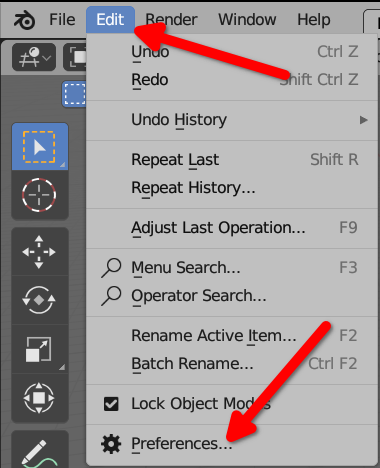 File Edit Render Window Help
Undo Ctrl Z
Redo Shift Ctrl Z
Undo History
Repeat Last Shift R
Repeat History...
Adjust Last Operation... F9
Menu Search... F3
Operator Search...
Rename Active Item... F2
Batch Rename... Ctrl F2
Lock Object Modes
Preferences...